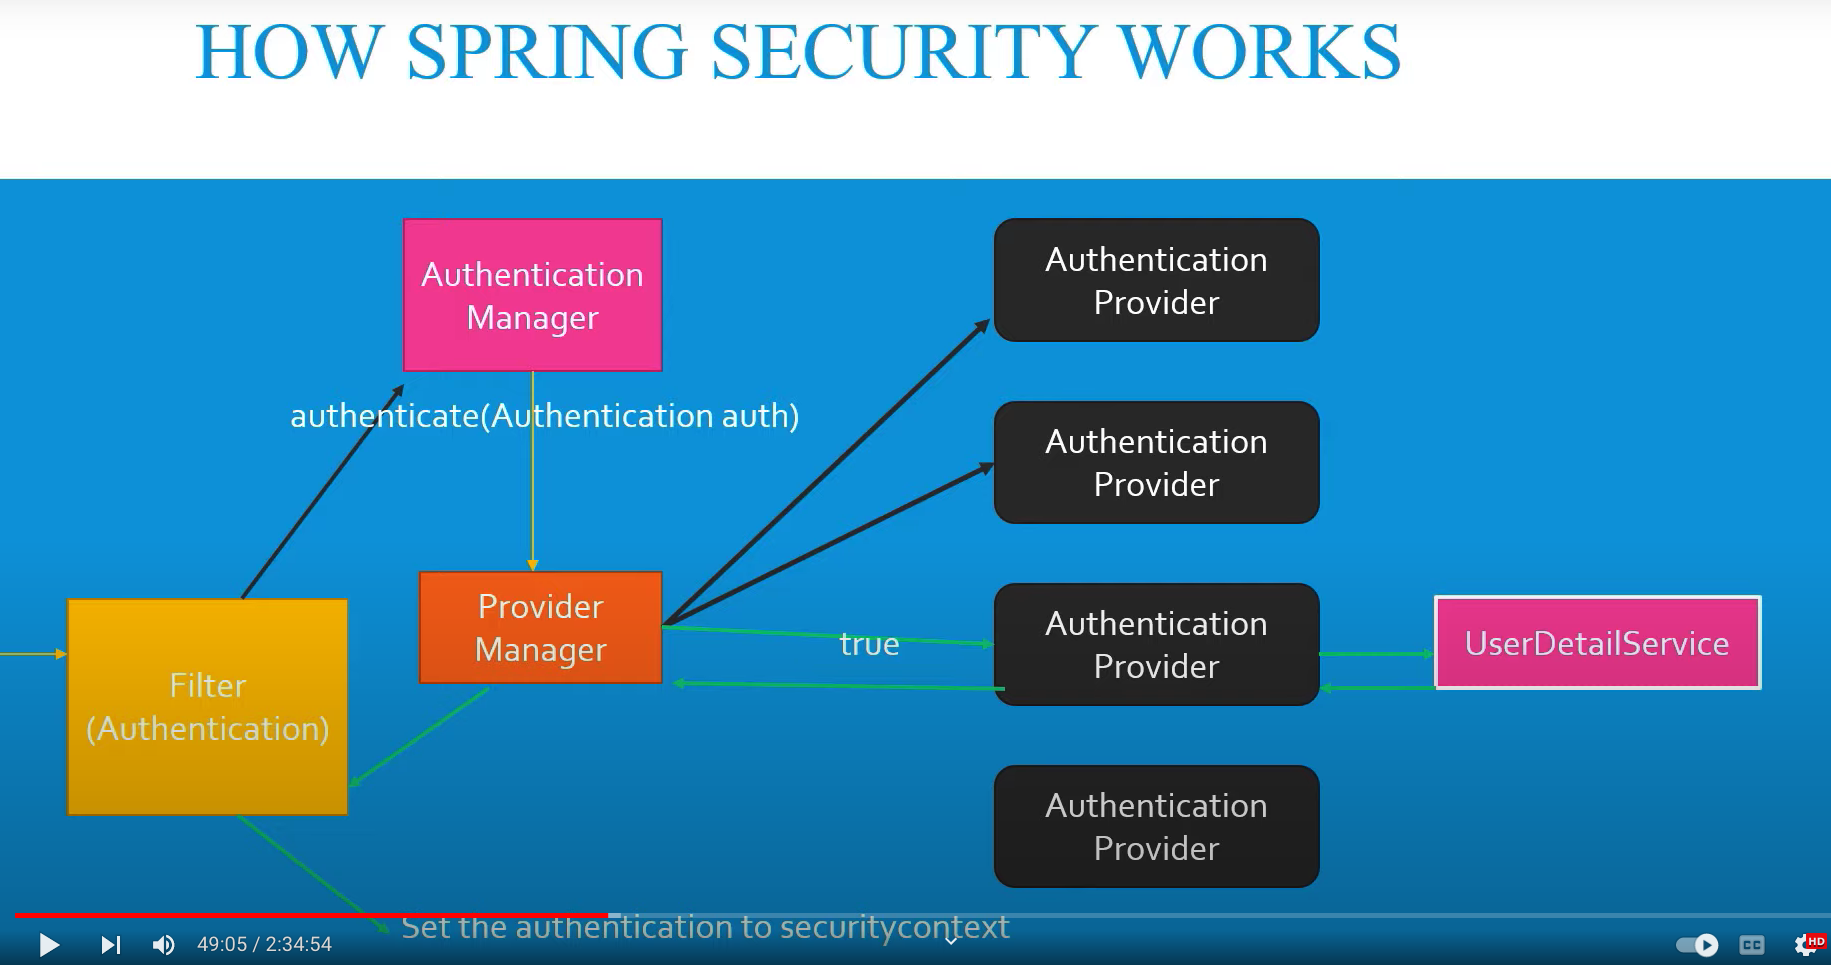 HOW SPRING SECURITY WORKS
Authentication
Manager
authenticate(Authentication auth)
Provider
Manager
Filter
(Authentication)
true
Authentication
Provider
Authentication
Provider
Authentication
Provider
UserDetailService
Authentication
Provider
Set the authentication to securitycontext
49:05 / 2:34:54
CC
HD